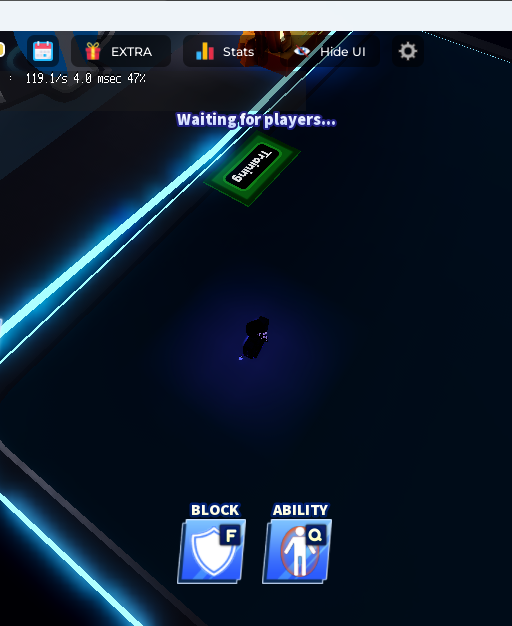 EXTRA
Stats
Hide UI
: 119.1/s 4.0 msec 47%
Waiting for players...
Training
BLOCK
ABILITY
F
Q